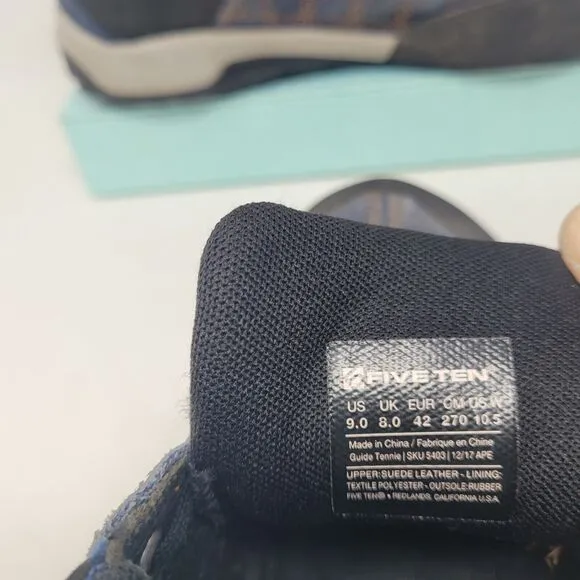 FIVE TEN
US UK EUR CM US.W
9.0 8.0 42 270 10.5
Made in China / Fabrique en Chine
Guide Tennie | SKU 5403 | 12/17 APE
UPPER:SUEDE LEATHER - LINING:
TEXTILE POLYESTER - OUTSOLE:RUBBER
FIVE TEN® • REDLANDS, CALIFORNIA U.S.A.